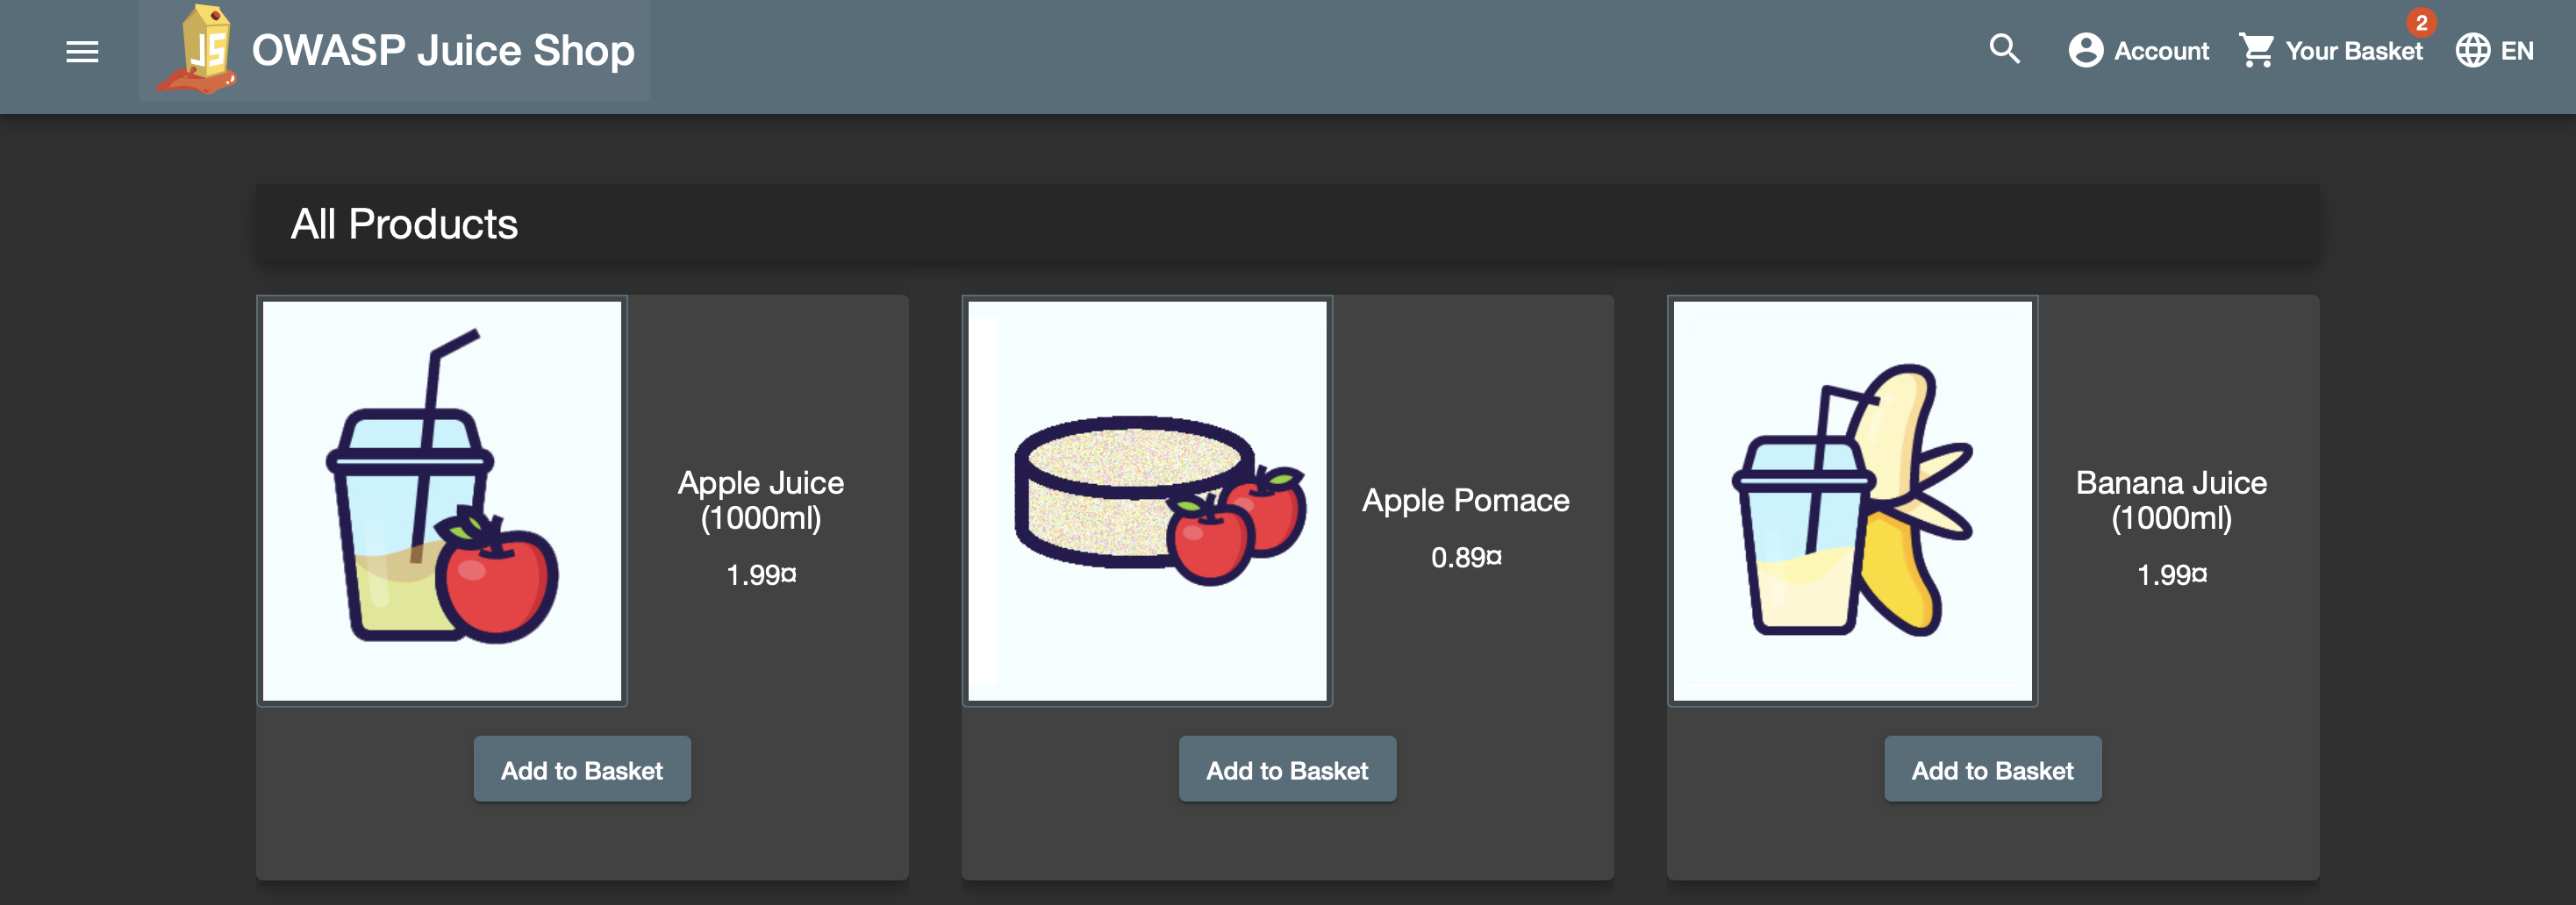 JS
OWASP Juice Shop
Account
Your Basket
2
EN
All Products
Apple Juice
(1000ml)
1.99¤
Add to Basket
Apple Pomace
0.89¤
Add to Basket
Banana Juice
(1000ml)
1.99¤
Add to Basket